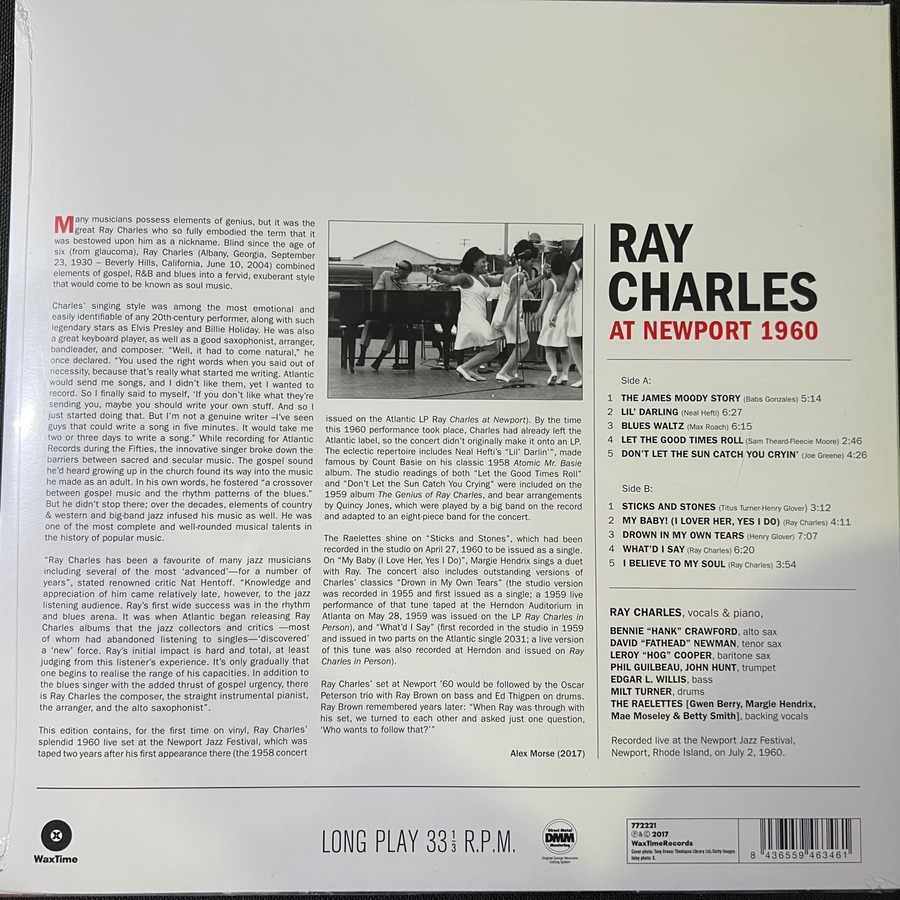 Many musicians possess elements of genius, but it was the
great Ray Charles who so fully embodied the term that it
was bestowed upon him as a nickname. Blind since the age of
six (from glaucoma), Ray Charles (Albany, Georgia, September
23, 1930 – Beverly Hills, California, June 10, 2004) combined
elements of gospel, R&B and blues into a fervid, exuberant style
that would come to be known as soul music.
Charles' singing style was among the most emotional and
easily identifiable of any 20th-century performer, along with such
legendary stars as Elvis Presley and Billie Holiday. He was also
a great keyboard player, as well as a good saxophonist, arranger,
bandleader, and composer. "Well, it had to come natural," he
once declared. "You used the right words when you said out of
necessity, because that's really what started me writing. Atlantic
would send me songs, and I didn't like them, yet I wanted to
record. So I finally said to myself, 'If you don't like what they're
sending you, maybe you should write your own stuff. And so I
just started doing that. But I'm not a genuine writer –I've seen
guys that could write a song in five minutes. It would take me
two or three days to write a song." While recording for Atlantic
Records during the Fifties, the innovative singer broke down the
barriers between sacred and secular music. The gospel sound
he'd heard growing up in the church found its way into the music
he made as an adult. In his own words, he fostered "a crossover
between gospel music and the rhythm patterns of the blues."
But he didn't stop there; over the decades, elements of country
& western and big-band jazz infused his music as well. He was
one of the most complete and well-rounded musical talents in
the history of popular music.
"Ray Charles has been a favourite of many jazz musicians
including several of the most 'advanced'—for a number of
years", stated renowned critic Nat Hentoff. "Knowledge and
appreciation of him came relatively late, however, to the jazz
listening audience. Ray's first wide success was in the rhythm
and blues arena. It was when Atlantic began releasing Ray
Charles albums that the jazz collectors and critics —most
of whom had abandoned listening to singles—'discovered'
a 'new' force. Ray's initial impact is hard and total, at least
judging from this listener's experience. It's only gradually that
one begins to realise the range of his capacities. In addition to
the blues singer with the added thrust of gospel urgency, there
is Ray Charles the composer, the straight instrumental pianist,
the arranger, and the alto saxophonist".
This edition contains, for the first time on vinyl, Ray Charles'
splendid 1960 live set at the Newport Jazz Festival, which was
taped two years after his first appearance there (the 1958 concert
issued on the Atlantic LP Ray Charles at Newport). By the time
this 1960 performance took place, Charles had already left the
Atlantic label, so the concert didn't originally make it onto an LP.
The eclectic repertoire includes Neal Hefti's "Lil' Darlin'", made
famous by Count Basie on his classic 1958 Atomic Mr. Basie
album. The studio readings of both "Let the Good Times Roll"
and "Don't Let the Sun Catch You Crying" were included on the
1959 album The Genius of Ray Charles, and bear arrangements
by Quincy Jones, which were played by a big band on the record
and adapted to an eight-piece band for the concert.
The Raelettes shine on "Sticks and Stones", which had been
recorded in the studio on April 27, 1960 to be issued as a single.
On "My Baby (I Love Her, Yes I Do)", Margie Hendrix sings a duet
with Ray. The concert also includes outstanding versions of
Charles' classics "Drown in My Own Tears" (the studio version
was recorded in 1955 and first issued as a single; a 1959 live
performance of that tune taped at the Herndon Auditorium in
Atlanta on May 28, 1959 was issued on the LP Ray Charles in
Person), and "What'd I Say" (first recorded in the studio in 1959
and issued in two parts on the Atlantic single 2031; a live version
of this tune was also recorded at Herndon and issued on Ray
Charles in Person).
Ray Charles' set at Newport '60 would be followed by the Oscar
Peterson trio with Ray Brown on bass and Ed Thigpen on drums.
Ray Brown remembered years later: "When Ray was through with
his set, we turned to each other and asked just one question,
'Who wants to follow that?'"
Alex Morse (2017)
RAY
CHARLES
AT NEWPORT 1960
Side A:
1 THE JAMES MOODY STORY (Babs Gonzales) 5:14
2 LIL' DARLING (Neal Hefti) 6:27
3 BLUES WALTZ (Max Roach) 6:15
4 LET THE GOOD TIMES ROLL (Sam Theard-Fleecie Moore) 2:46
5 DON'T LET THE SUN CATCH YOU CRYIN' (Joe Greene) 4:26
Side B:
1 STICKS AND STONES (Titus Turner-Henry Glover) 3:12
2 MY BABY! (I LOVER HER, YES I DO) (Ray Charles) 4:11
3 DROWN IN MY OWN TEARS (Henry Glover) 7:07
4 WHAT'D I SAY (Ray Charles) 6:20
5 I BELIEVE TO MY SOUL (Ray Charles) 3:54
RAY CHARLES, vocals & piano,
BENNIE "HANK" CRAWFORD, alto sax
DAVID "FATHEAD" NEWMAN, tenor sax
LEROY "HOG" COOPER, baritone sax
PHIL GUILBEAU, JOHN HUNT, trumpet
EDGAR L. WILLIS, bass
MILT TURNER, drums
THE RAELETTES [Gwen Berry, Margie Hendrix,
Mae Moseley & Betty Smith], backing vocals
Recorded live at the Newport Jazz Festival,
Newport, Rhode Island, on July 2, 1960.
WaxTime
LONG PLAY 33 1/3 R.P.M.
Direct Metal
DMM
Mastering
772221
℗&© 2017
WaxTimeRecords
8 436559 463461